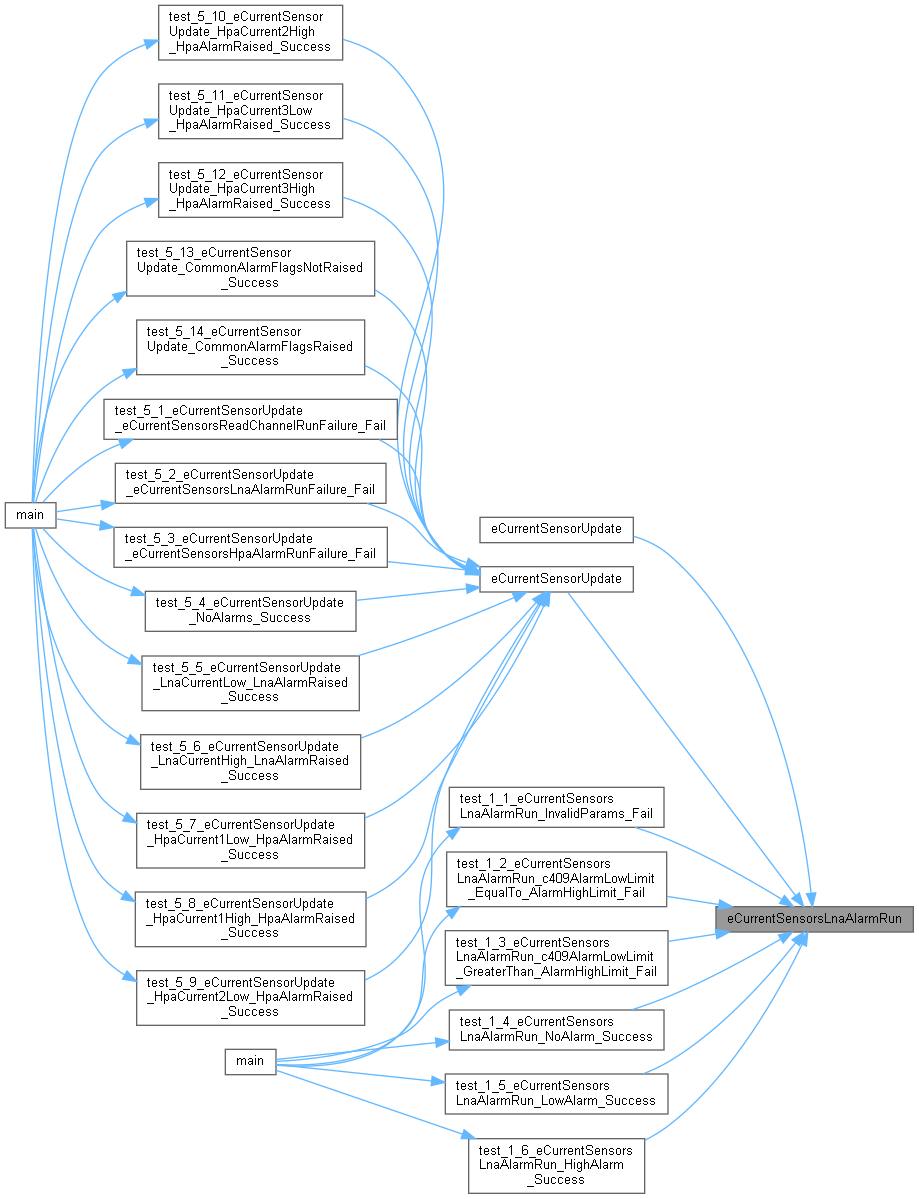 test_5_10_eCurrentSensor
Update_HpaCurrent2High
_HpaAlarmRaised_Success
test_5_11_eCurrentSensor
Update_HpaCurrent3Low
_HpaAlarmRaised_Success
test_5_12_eCurrentSensor
Update_HpaCurrent3High
_HpaAlarmRaised_Success
test_5_13_eCurrentSensor
Update_CommonAlarmFlagsNotRaised
_Success
test_5_14_eCurrentSensor
Update_CommonAlarmFlagsRaised
_Success
test_5_1_eCurrentSensorUpdate
_eCurrentSensorsReadChannelRunFailure_Fail
test_5_2_eCurrentSensorUpdate
_eCurrentSensorsLnaAlarmRunFailure_Fail
main
test_5_3_eCurrentSensorUpdate
_eCurrentSensorsHpaAlarmRunFailure_Fail
eCurrentSensorUpdate
eCurrentSensorUpdate
test_5_4_eCurrentSensorUpdate
_NoAlarms_Success
test_5_5_eCurrentSensorUpdate
_LnaCurrentLow_LnaAlarmRaised
_Success
test_5_6_eCurrentSensorUpdate
_LnaCurrentHigh_LnaAlarmRaised
_Success
test_5_7_eCurrentSensorUpdate
_HpaCurrent1Low_HpaAlarmRaised
_Success
test_5_8_eCurrentSensorUpdate
_HpaCurrent1High_HpaAlarmRaised
_Success
test_5_9_eCurrentSensorUpdate
_HpaCurrent2Low_HpaAlarmRaised
_Success
test_1_1_eCurrentSensors
LnaAlarmRun_InvalidParams_Fail
test_1_2_eCurrentSensors
LnaAlarmRun_c409AlarmLowLimit
_EqualTo_AlarmHighLimit_Fail
eCurrentSensorsLnaAlarmRun
test_1_3_eCurrentSensors
LnaAlarmRun_c409AlarmLowLimit
_GreaterThan_AlarmHighLimit_Fail
test_1_4_eCurrentSensors
LnaAlarmRun_NoAlarm_Success
main
test_1_5_eCurrentSensors
LnaAlarmRun_LowAlarm_Success
test_1_6_eCurrentSensors
LnaAlarmRun_HighAlarm
_Success